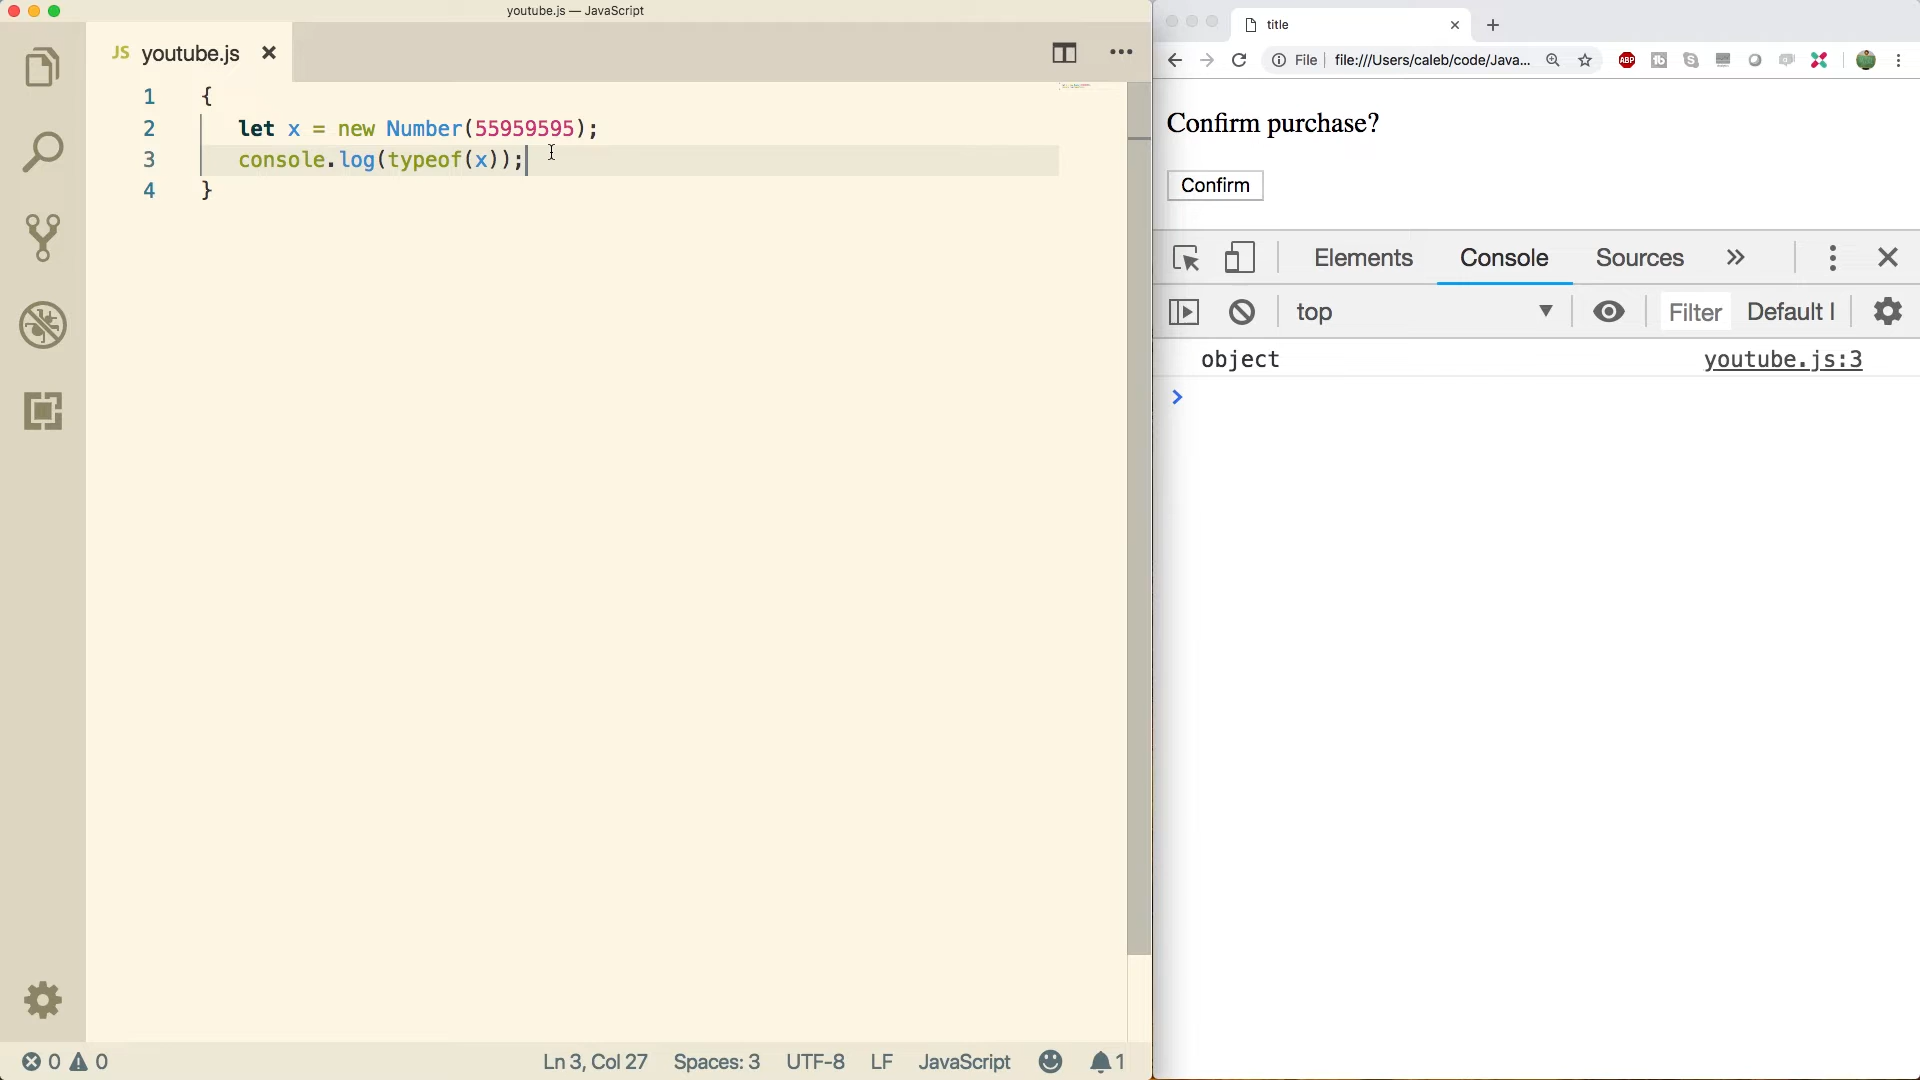 youtube.js — JavaScript
JS youtube.js
1 {
2 let x = new Number(55959595);
3 console.log(typeof(x));
4 }
0 0
Ln 3, Col 27 Spaces: 3 UTF-8 LF JavaScript 1
title
File file:///Users/caleb/code/Java...
ABP
Confirm purchase?
Confirm
Elements Console Sources
top Filter Default l
object youtube.js:3